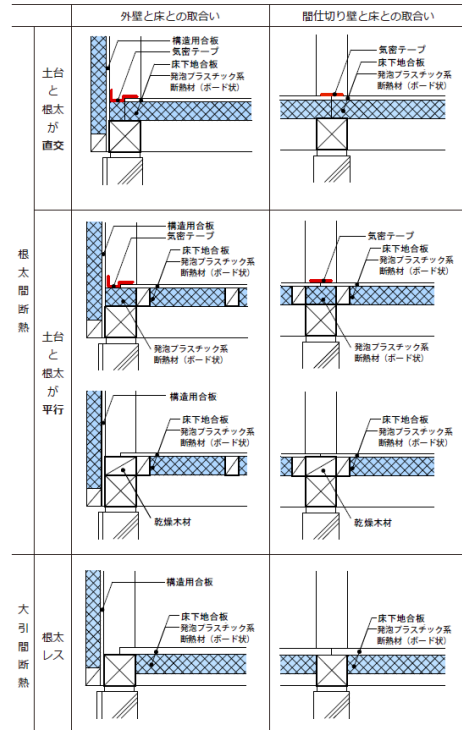 外壁と床との取合い
間仕切り壁と床との取合い
根太間断熱
土台
と
根太
が
直交
構造用合板
気密テープ
床下地合板
発泡プラスチック系
断熱材（ボード状）
気密テープ
床下地合板
発泡プラスチック系
断熱材（ボード状）
土台
と
根太
が
平行
構造用合板
気密テープ
床下地合板
発泡プラスチック系
断熱材（ボード状）
発泡プラスチック系
断熱材（ボード状）
気密テープ
床下地合板
発泡プラスチック系
断熱材（ボード状）
発泡プラスチック系
断熱材（ボード状）
構造用合板
床下地合板
発泡プラスチック系
断熱材（ボード状）
乾燥木材
床下地合板
発泡プラスチック系
断熱材（ボード状）
乾燥木材
大引間断熱
根太
レス
構造用合板
床下地合板
発泡プラスチック系
断熱材（ボード状）
床下地合板
発泡プラスチック系
断熱材（ボード状）